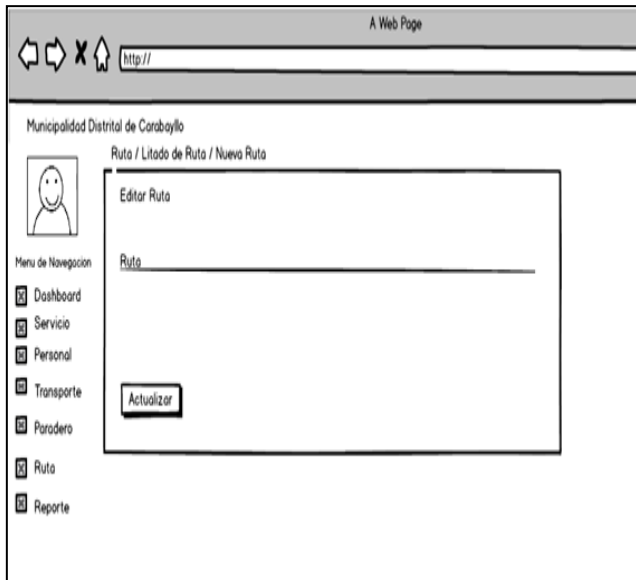 A Web Page
http://
Municipalidad Distrital de Carabayllo
Ruta / Litado de Ruta / Nueva Ruta
Editar Ruta
Ruta
Actualizar
Menu de Navegacion
Dashboard
Servicio
Personal
Transporte
Paradero
Ruta
Reporte